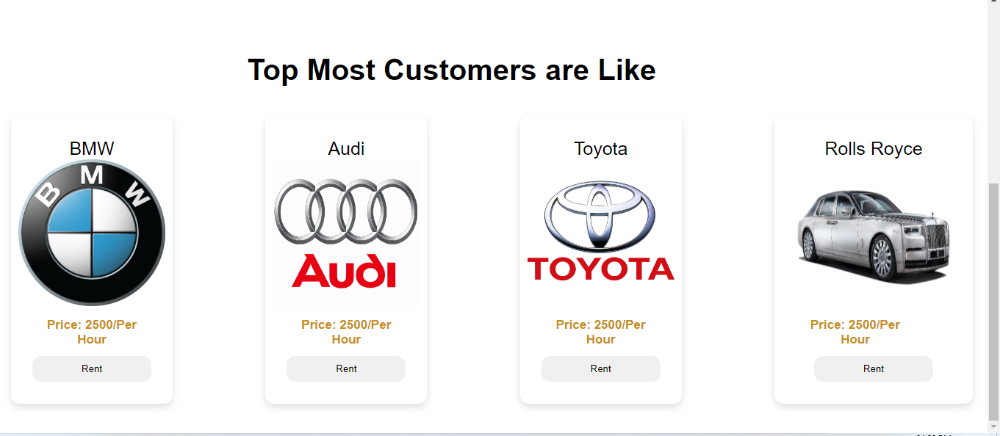 Top Most Customers are Like
BMW
Audi
Toyota
Rolls Royce
B M W
Audi
TOYOTA
Price: 2500/Per
Hour
Price: 2500/Per
Hour
Price: 2500/Per
Hour
Price: 2500/Per
Hour
Rent
Rent
Rent
Rent